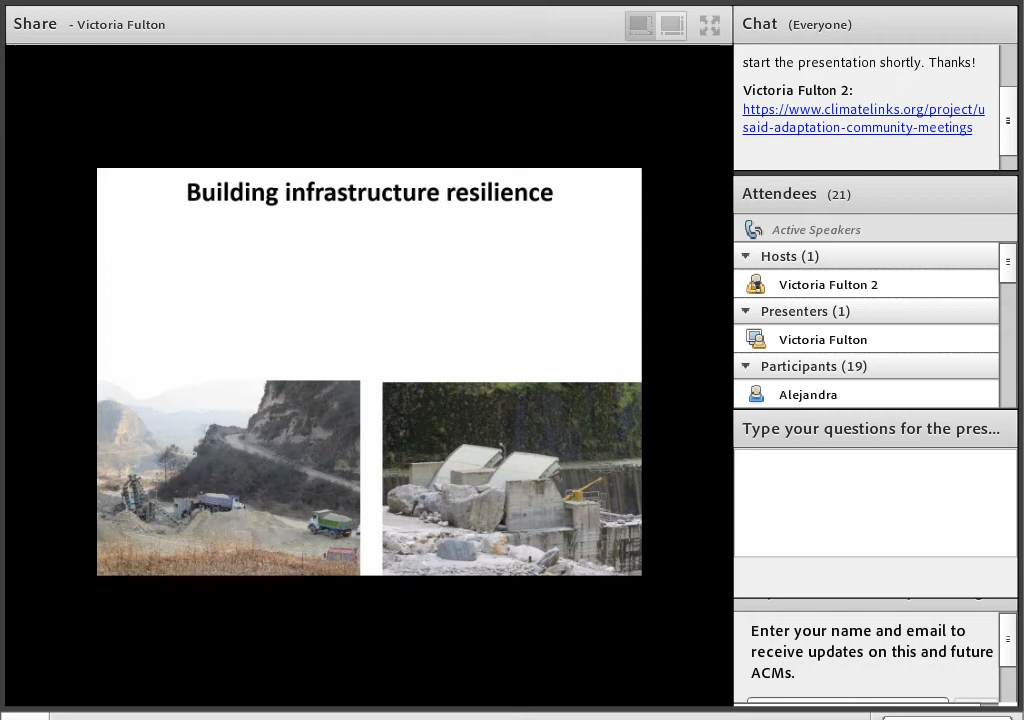 Share - Victoria Fulton
Building infrastructure resilience
Chat (Everyone)
start the presentation shortly. Thanks!
Victoria Fulton 2:
https://www.climatelinks.org/project/u
said-adaptation-community-meetings
Attendees (21)
Active Speakers
Hosts (1)
Victoria Fulton 2
Presenters (1)
Victoria Fulton
Participants (19)
Alejandra
Type your questions for the pres...
Enter your name and email to
receive updates on this and future
ACMs.